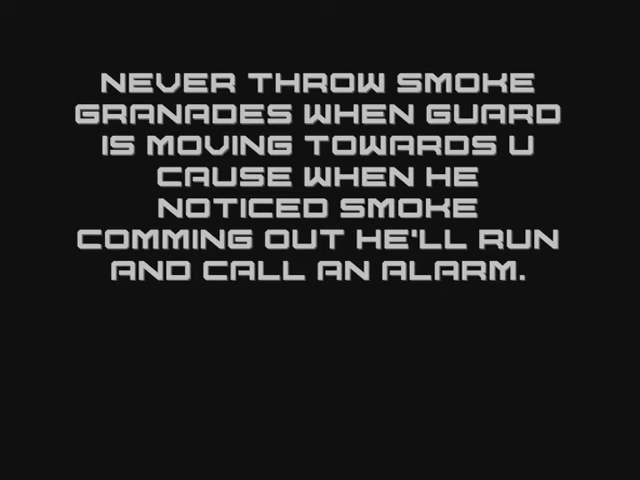 NEVER THROW SMOKE
GRANADES WHEN GUARD
IS MOVING TOWARDS U
CAUSE WHEN HE
NOTICED SMOKE
COMMING OUT HE'LL RUN
AND CALL AN ALARM.